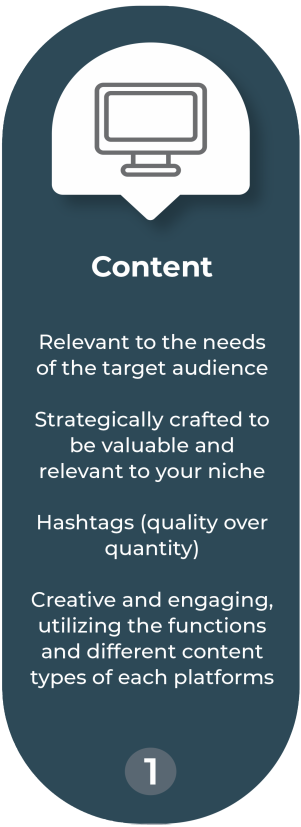 Content
Relevant to the needs
of the target audience
Strategically crafted to
be valuable and
relevant to your niche
Hashtags (quality over
quantity)
Creative and engaging,
utilizing the functions
and different content
types of each platforms
1